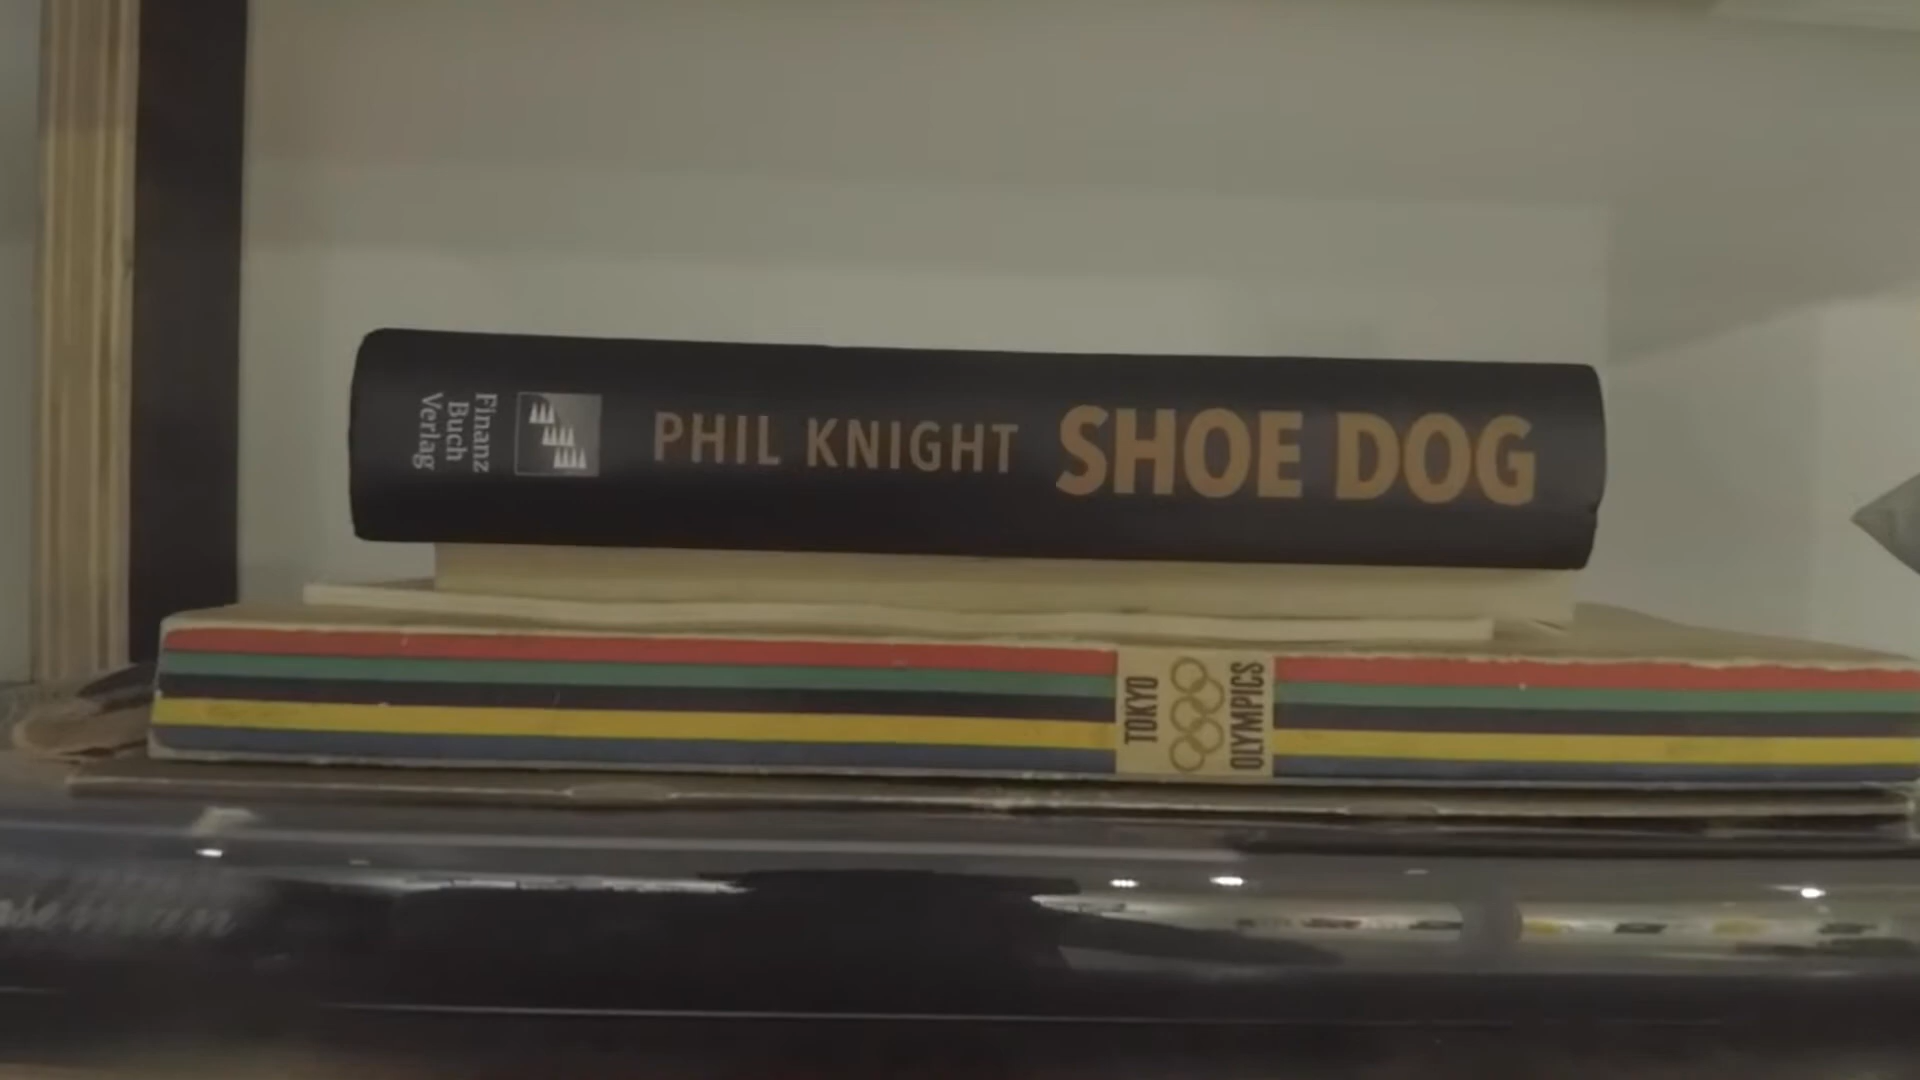 Finanz
Buch
Verlag
PHIL KNIGHT SHOE DOG
TOKYO
OLYMPICS